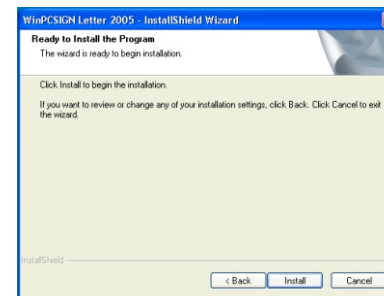 WinPCSIGN Letter 2005 - InstallShield Wizard
Ready to Install the Program
The wizard is ready to begin installation.
Click Install to begin the installation.
If you want to review or change any of your installation settings, click Back. Click Cancel to exit
the wizard.
InstallShield
< Back Install Cancel